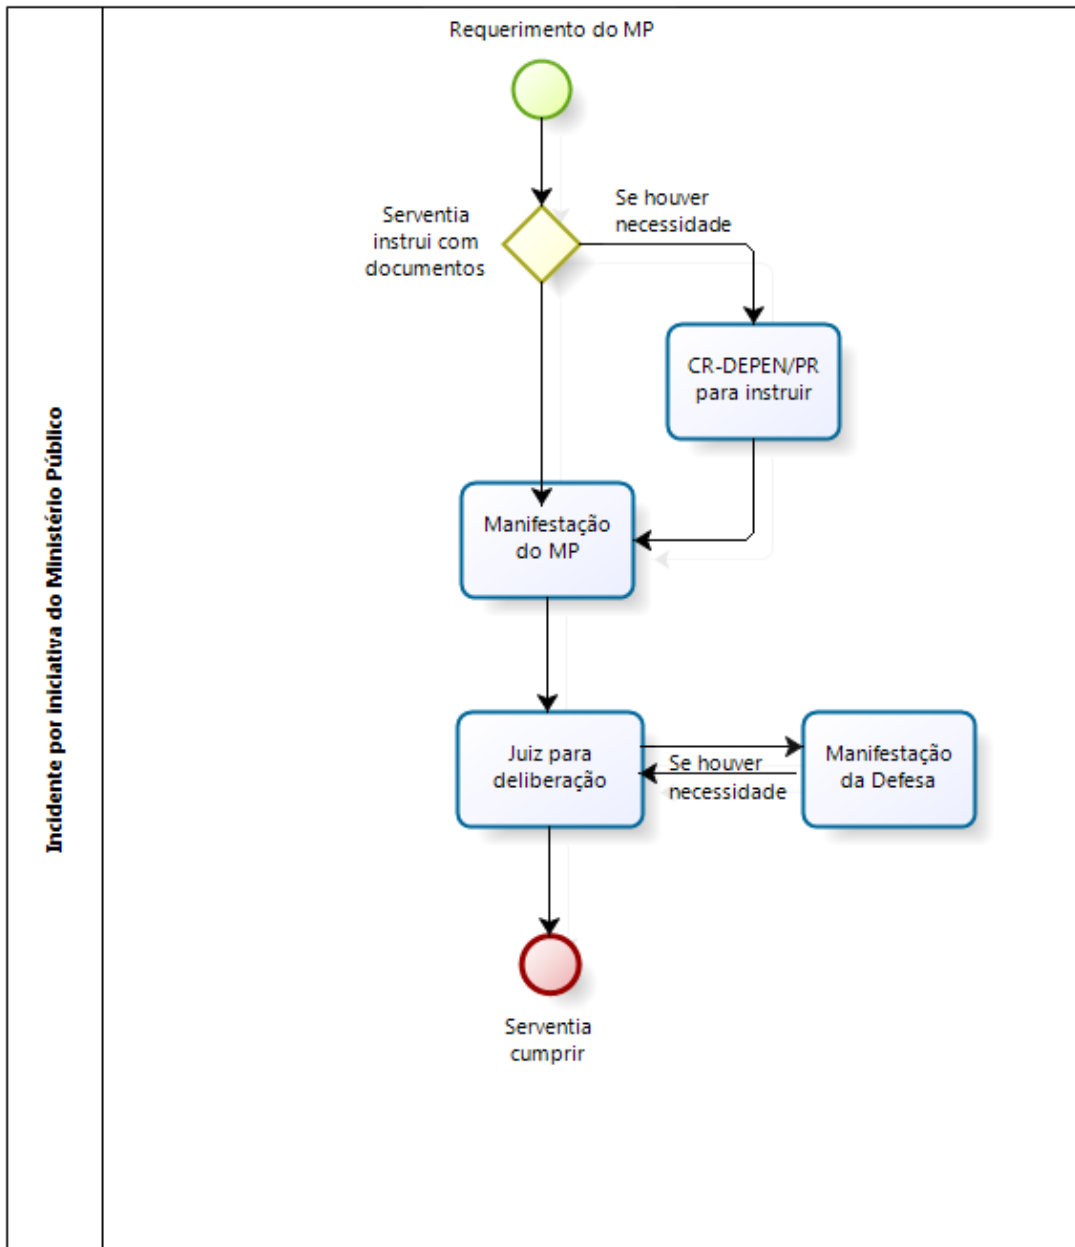 Incidente por iniciativa do Ministério Público
Requerimento do MP
Serventia
instrui com
documentos
Se houver
necessidade
CR-DEPEN/PR
para instruir
Manifestação
do MP
Juiz para
deliberação
Se houver
necessidade
Manifestação
da Defesa
Serventia
cumprir